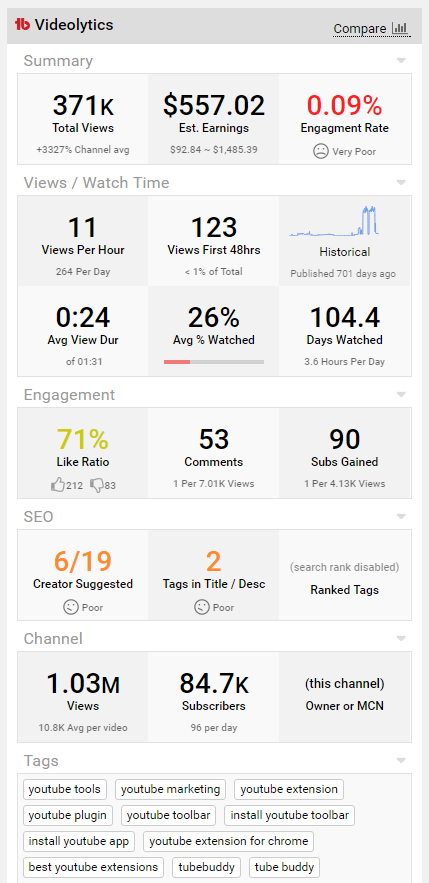 tb Videolytics Compare
Summary
371K $557.02 0.09%
Total Views Est. Earnings Engagment Rate
+3327% Channel avg $92.84 ~ $1,485.39 Very Poor
Views / Watch Time
11 123
Views Per Hour Views First 48hrs Historical
264 Per Day < 1% of Total Published 701 days ago
0:24 26% 104.4
Avg View Dur Avg % Watched Days Watched
of 01:31 3.6 Hours Per Day
Engagement
71% 53 90
Like Ratio Comments Subs Gained
212 83 1 Per 7.01K Views 1 Per 4.13K Views
SEO
6/19 2 (search rank disabled)
Creator Suggested Tags in Title / Desc Ranked Tags
Poor Poor
Channel
1.03M 84.7K (this channel)
Views Subscribers Owner or MCN
10.8K Avg per video 96 per day
Tags
youtube tools youtube marketing youtube extension
youtube plugin youtube toolbar install youtube toolbar
install youtube app youtube extension for chrome
best youtube extensions tubebuddy tube buddy